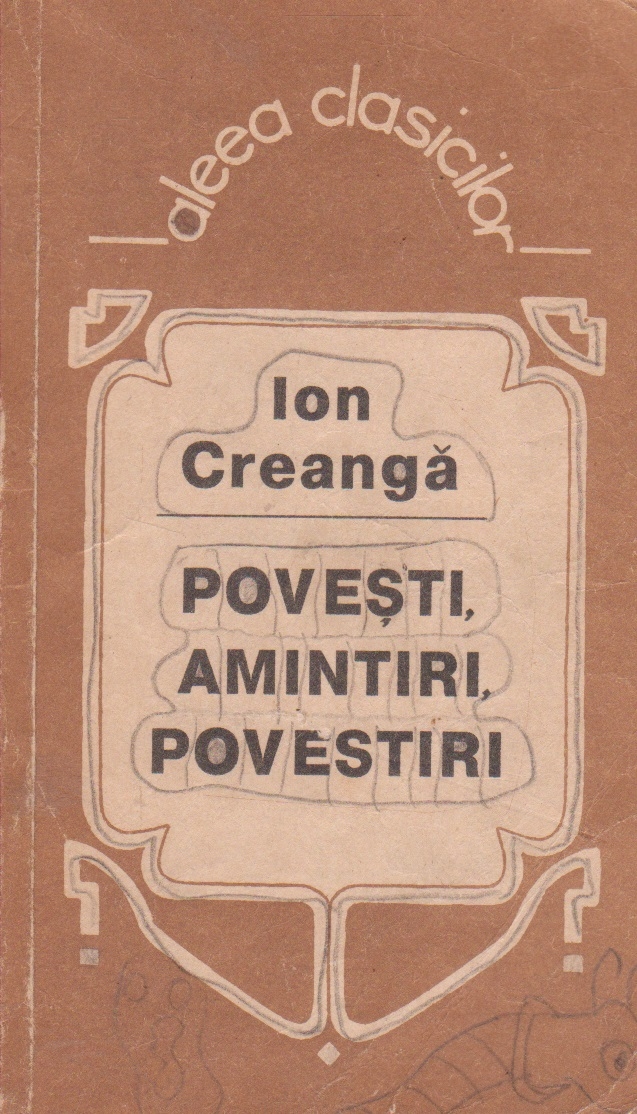 aleea clasicilor
Ion
Creangă
POVEȘTI,
AMINTIRI,
POVESTIRI